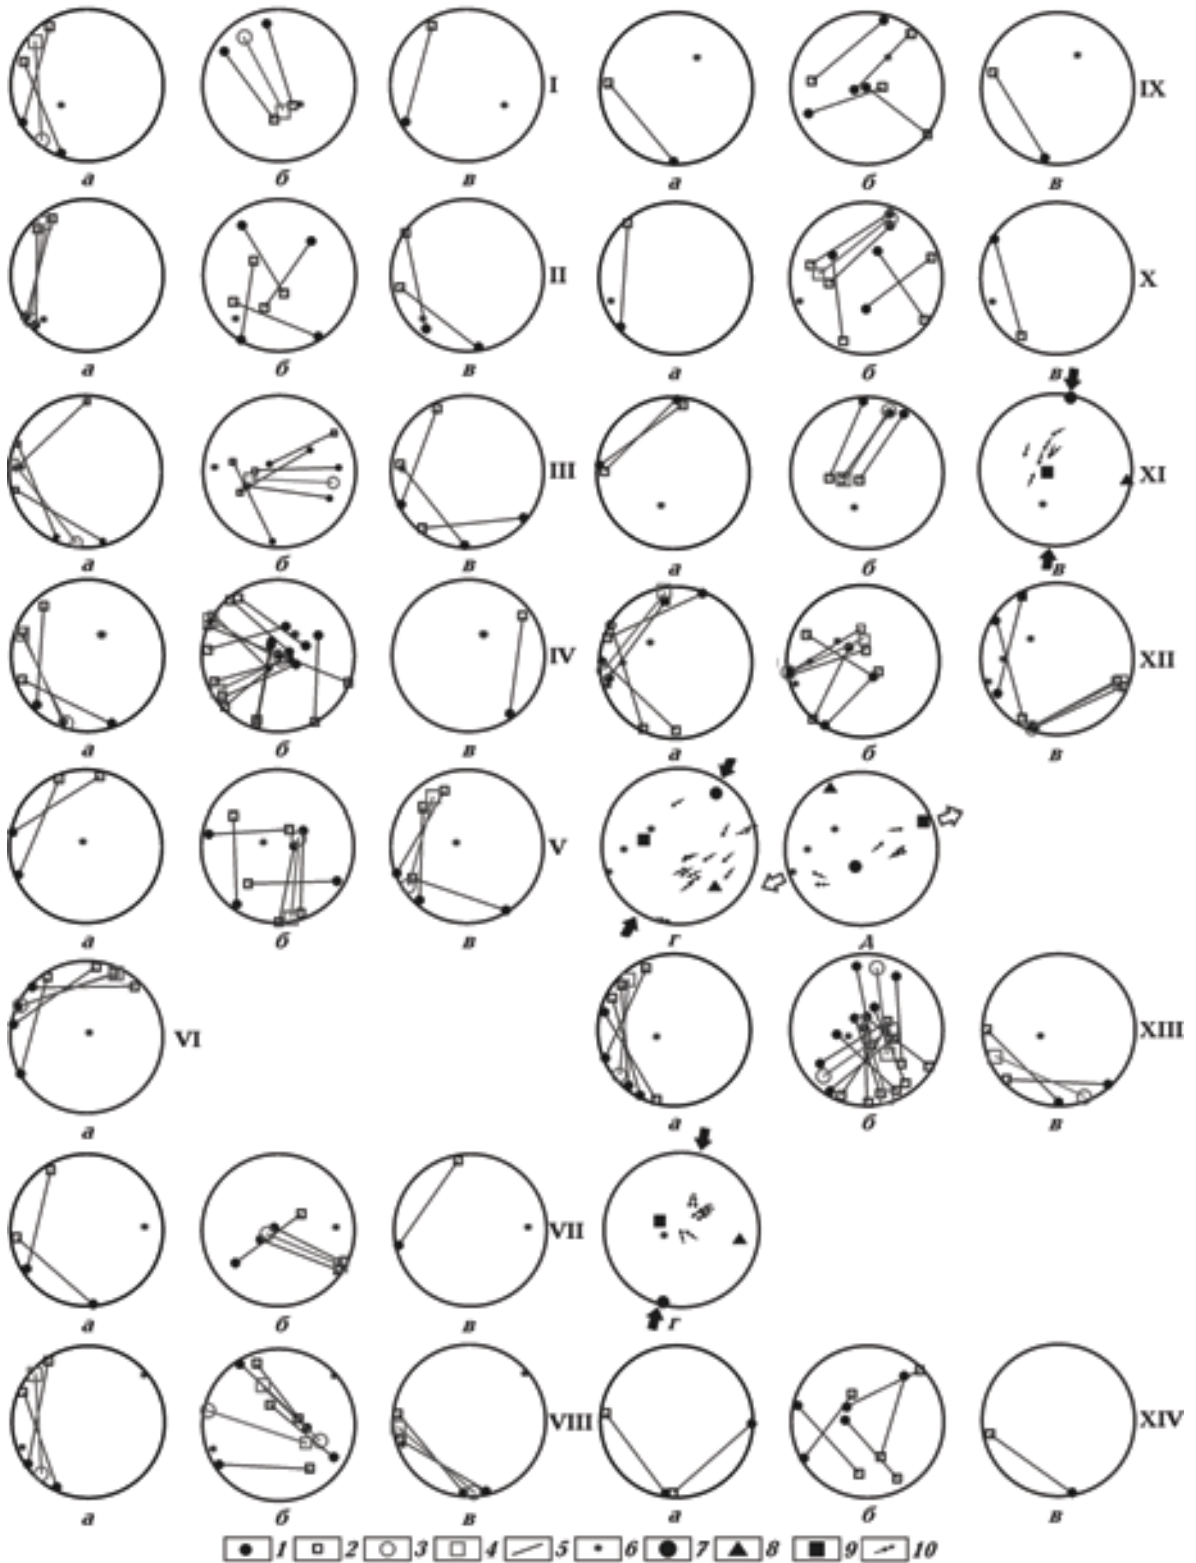 а б в I а б в IX
а б в II а б в X
а б в III а б в XI
а б в IV а б в XII
а б в V г д
а VI а б в XIII
а б в VII г
а б в VIII а б в XIV
1 2 3 4 5 6 7 8 9 10